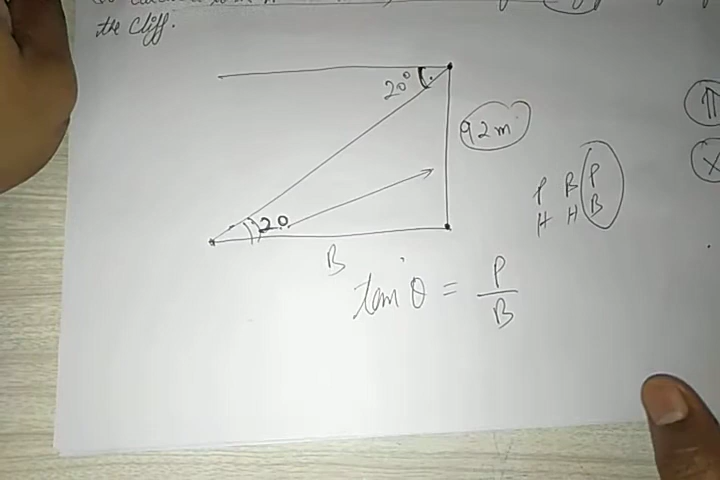 the Cliff.
20°
92m
P B P
H H B
20
B
tan θ = P/B